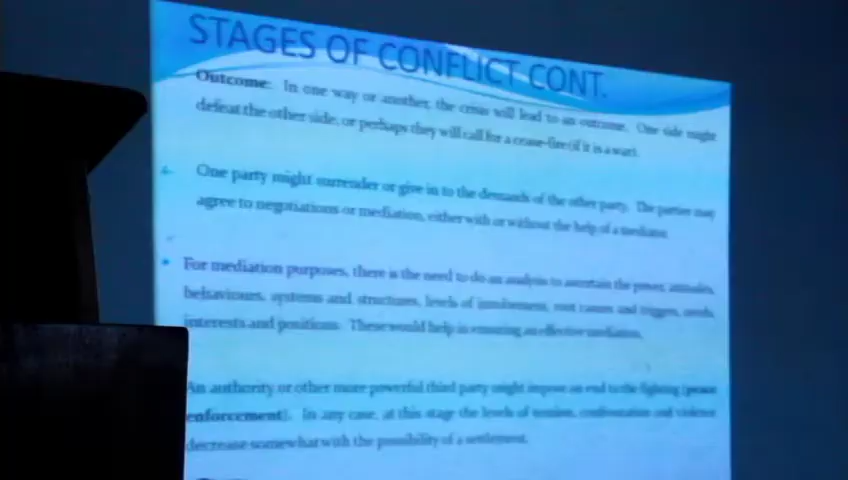 STAGES OF CONFLICT CONT.
Outcome: In one way or another, the crisis will lead to an outcome. One side might
defeat the other side, or perhaps they will call for a cease-fire (if it is a war).
One party might surrender or give in to the demands of the other party. The parties may
agree to negotiations or mediation, either with or without the help of a mediator.
For mediation purposes, there is the need to do an analysis to ascertain the power, attitudes,
behaviours, systems and structures, levels of involvement, root causes and triggers, needs,
interests and positions. These would help in ensuring an effective mediation.
An authority or other more powerful third party might impose an end to the fighting (peace
enforcement). In any case, at this stage the levels of tension, confrontation and violence
decrease somewhat with the possibility of a settlement.